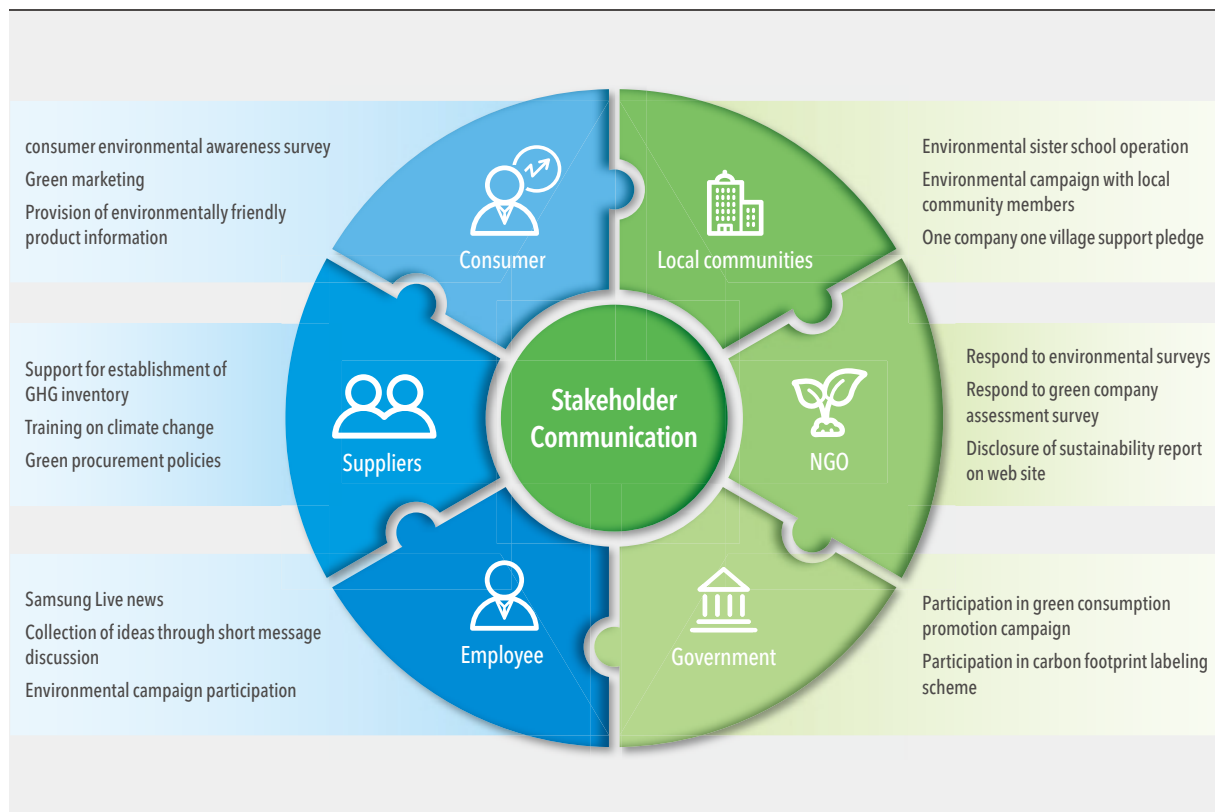 consumer environmental awareness survey
Green marketing
Provision of environmentally friendly
product information
Consumer
Local communities
Environmental sister school operation
Environmental campaign with local
community members
One company one village support pledge
Support for establishment of
GHG inventory
Training on climate change
Green procurement policies
Suppliers
Stakeholder
Communication
NGO
Respond to environmental surveys
Respond to green company
assessment survey
Disclosure of sustainability report
on web site
Samsung Live news
Collection of ideas through short message
discussion
Environmental campaign participation
Employee
Government
Participation in green consumption
promotion campaign
Participation in carbon footprint labeling
scheme